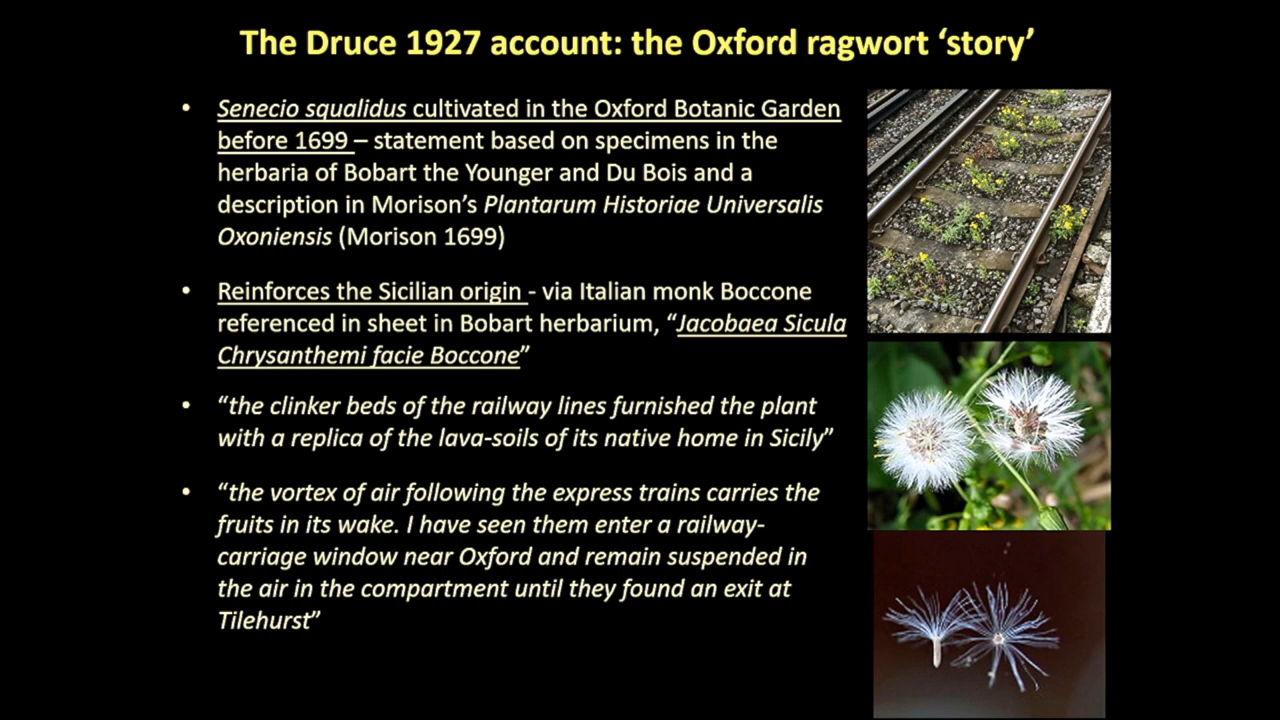 The Druce 1927 account: the Oxford ragwort ‘story’
• Senecio squalidus cultivated in the Oxford Botanic Garden
before 1699 – statement based on specimens in the
herbaria of Bobart the Younger and Du Bois and a
description in Morison’s Plantarum Historiae Universalis
Oxoniensis (Morison 1699)
• Reinforces the Sicilian origin - via Italian monk Boccone
referenced in sheet in Bobart herbarium, “Jacobaea Sicula
Chrysanthemi facie Boccone”
• “the clinker beds of the railway lines furnished the plant
with a replica of the lava-soils of its native home in Sicily”
• “the vortex of air following the express trains carries the
fruits in its wake. I have seen them enter a railway-
carriage window near Oxford and remain suspended in
the air in the compartment until they found an exit at
Tilehurst”